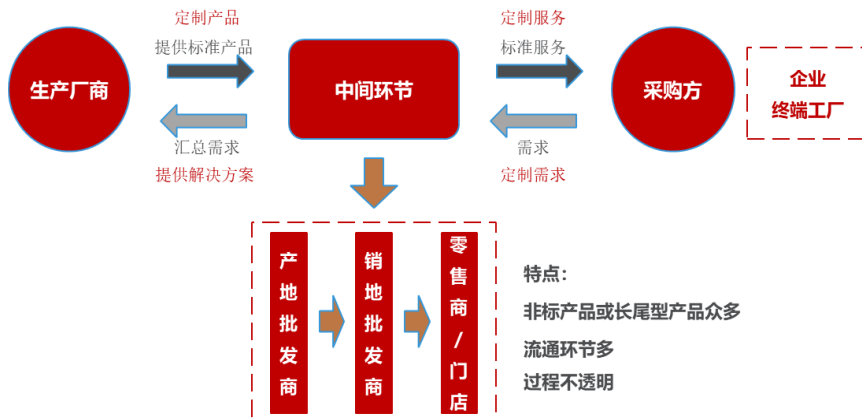 定制产品
提供标准产品
定制服务
标准服务
生产厂商
中间环节
采购方
企业
终端工厂
汇总需求
提供解决方案
需求
定制需求
产地批发商
销地批发商
零售商/门店
特点：
非标产品或长尾型产品众多
流通环节多
过程不透明